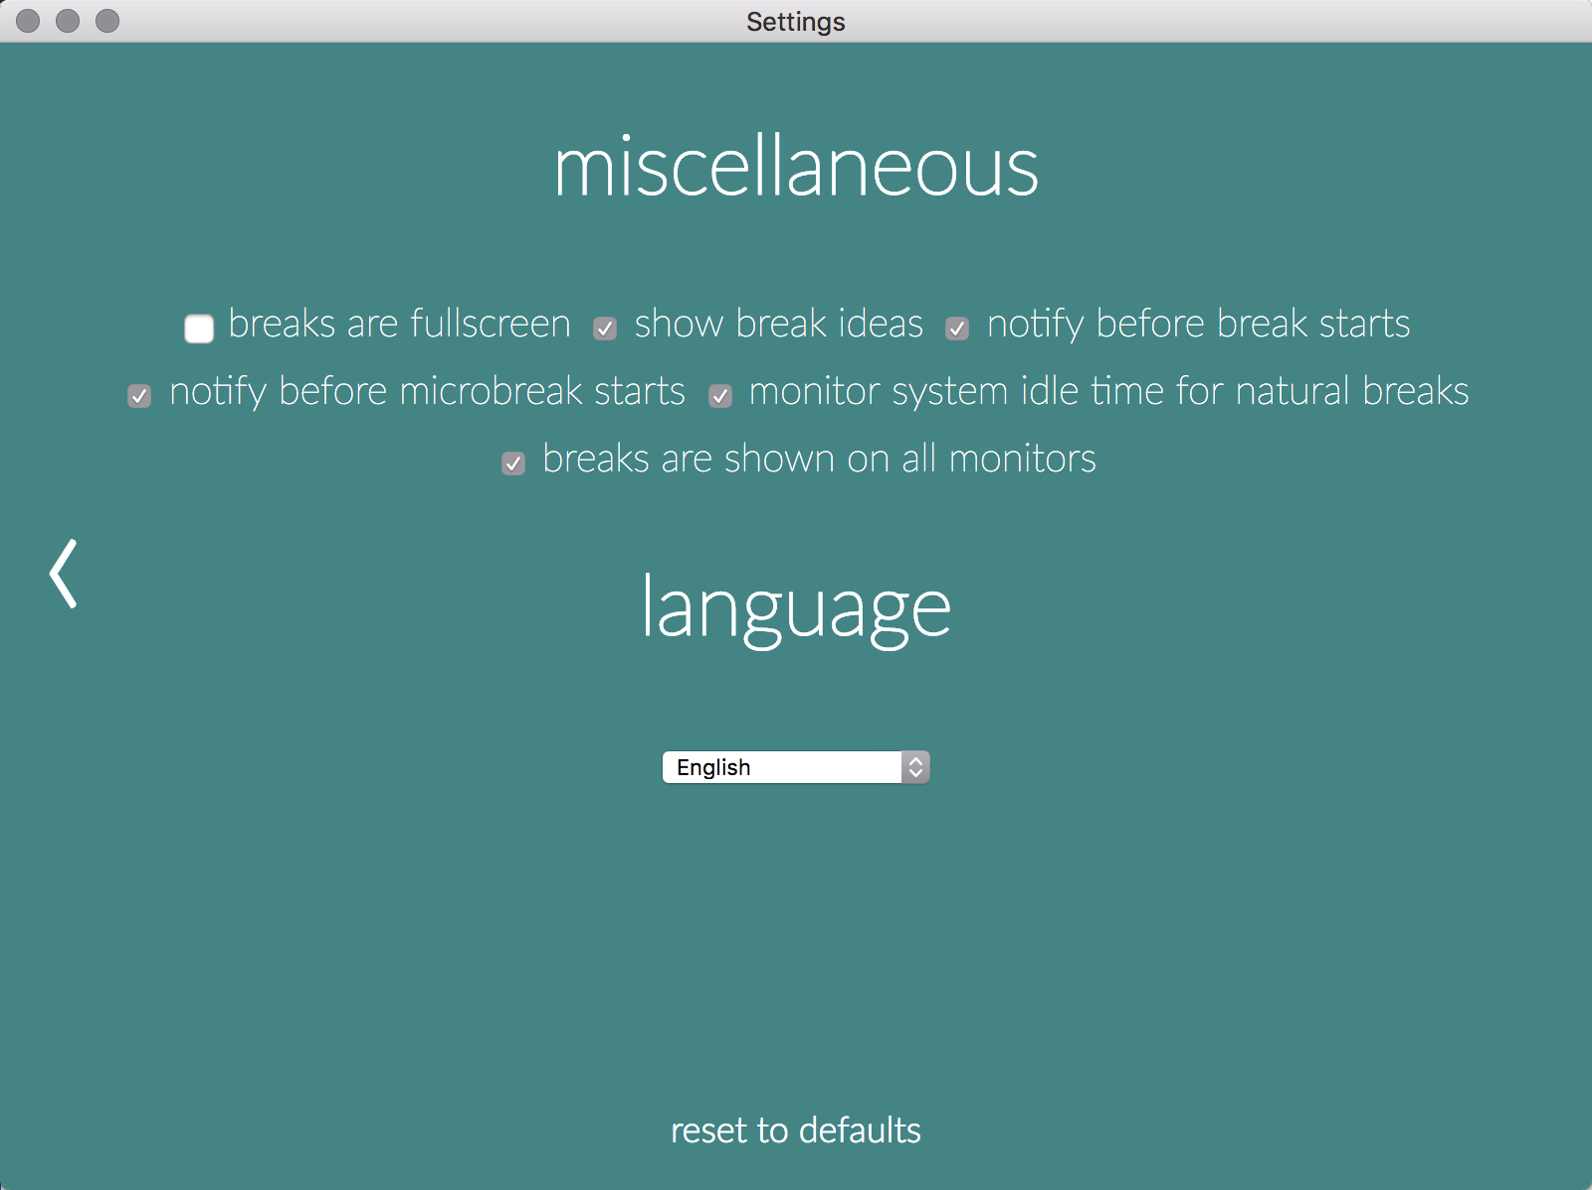 Settings
miscellaneous
breaks are fullscreen show break ideas notify before break starts
notify before microbreak starts monitor system idle time for natural breaks
breaks are shown on all monitors
language
English
reset to defaults